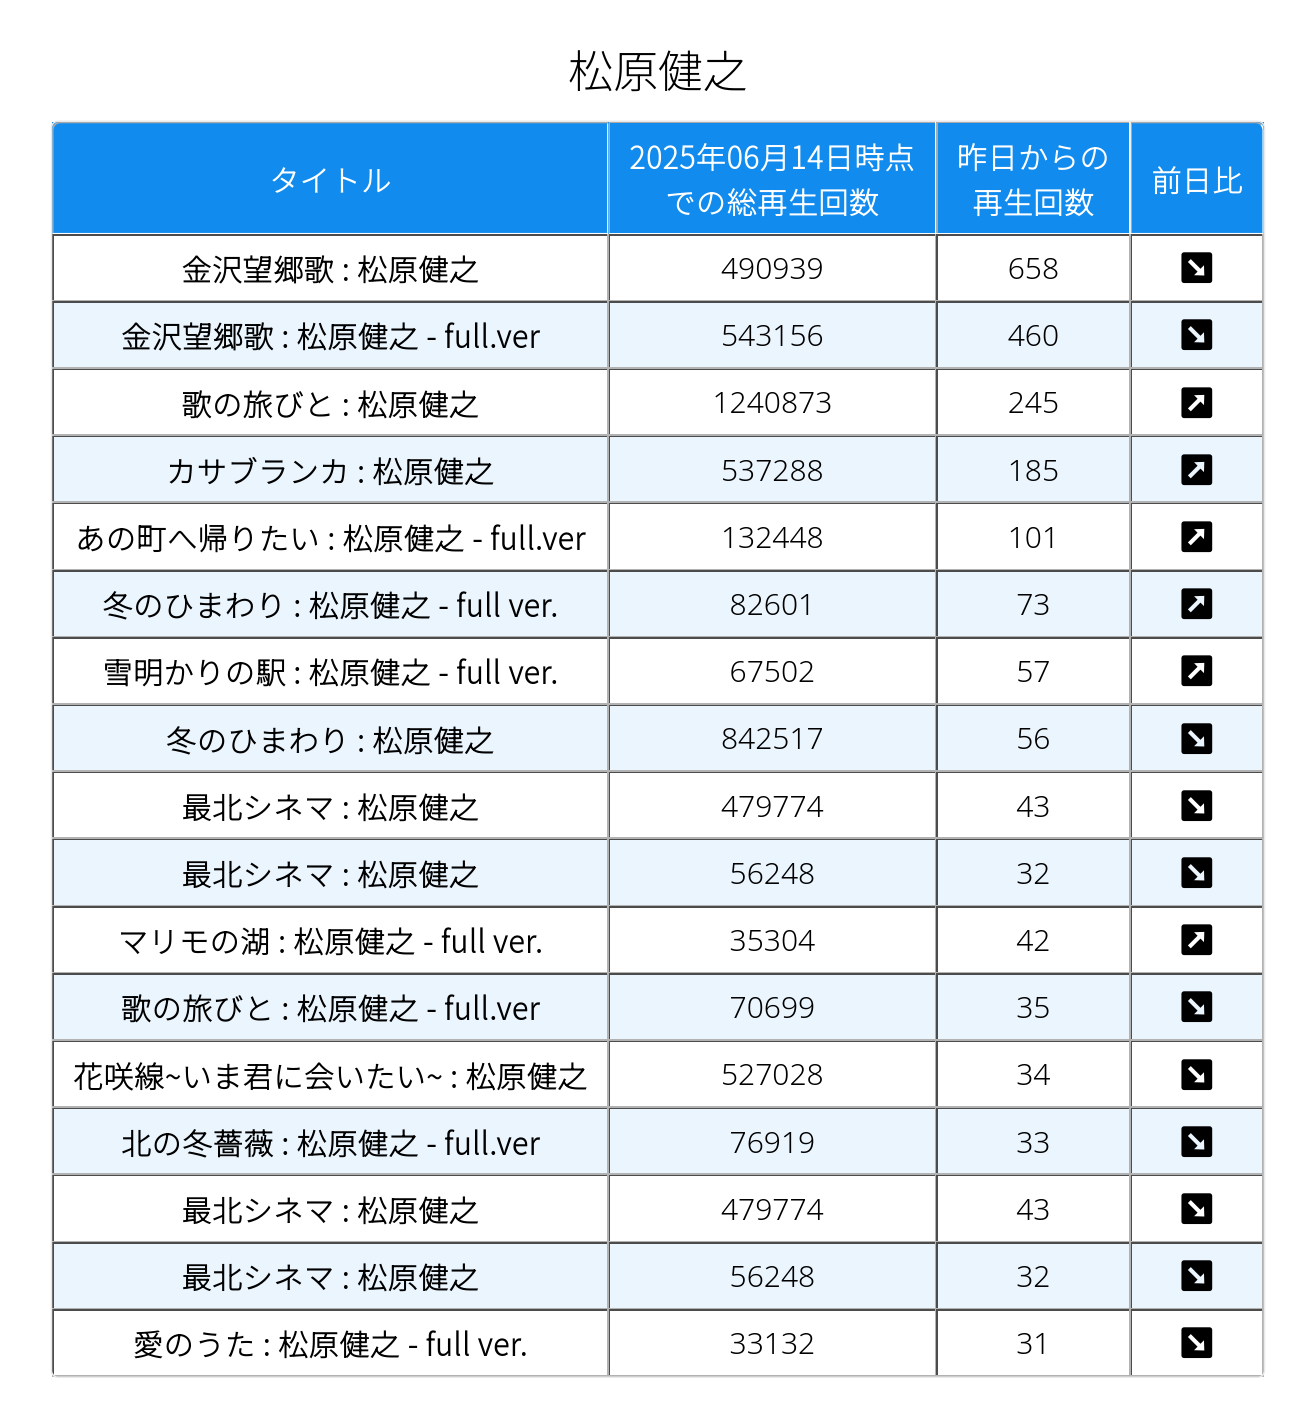 松原健之
タイトル
2025年06月14日時点
での総再生回数
昨日からの
再生回数
前日比
金沢望郷歌 : 松原健之 490939 658 ↘
金沢望郷歌 : 松原健之 - full.ver 543156 460 ↘
歌の旅びと : 松原健之 1240873 245 ↗
カサブランカ : 松原健之 537288 185 ↗
あの町へ帰りたい : 松原健之 - full.ver 132448 101 ↗
冬のひまわり : 松原健之 - full ver. 82601 73 ↗
雪明かりの駅 : 松原健之 - full ver. 67502 57 ↗
冬のひまわり : 松原健之 842517 56 ↘
最北シネマ : 松原健之 479774 43 ↘
最北シネマ : 松原健之 56248 32 ↘
マリモの湖 : 松原健之 - full ver. 35304 42 ↗
歌の旅びと : 松原健之 - full.ver 70699 35 ↘
花咲線~いま君に会いたい~ : 松原健之 527028 34 ↘
北の冬薔薇 : 松原健之 - full.ver 76919 33 ↘
最北シネマ : 松原健之 479774 43 ↘
最北シネマ : 松原健之 56248 32 ↘
愛のうた : 松原健之 - full ver. 33132 31 ↘